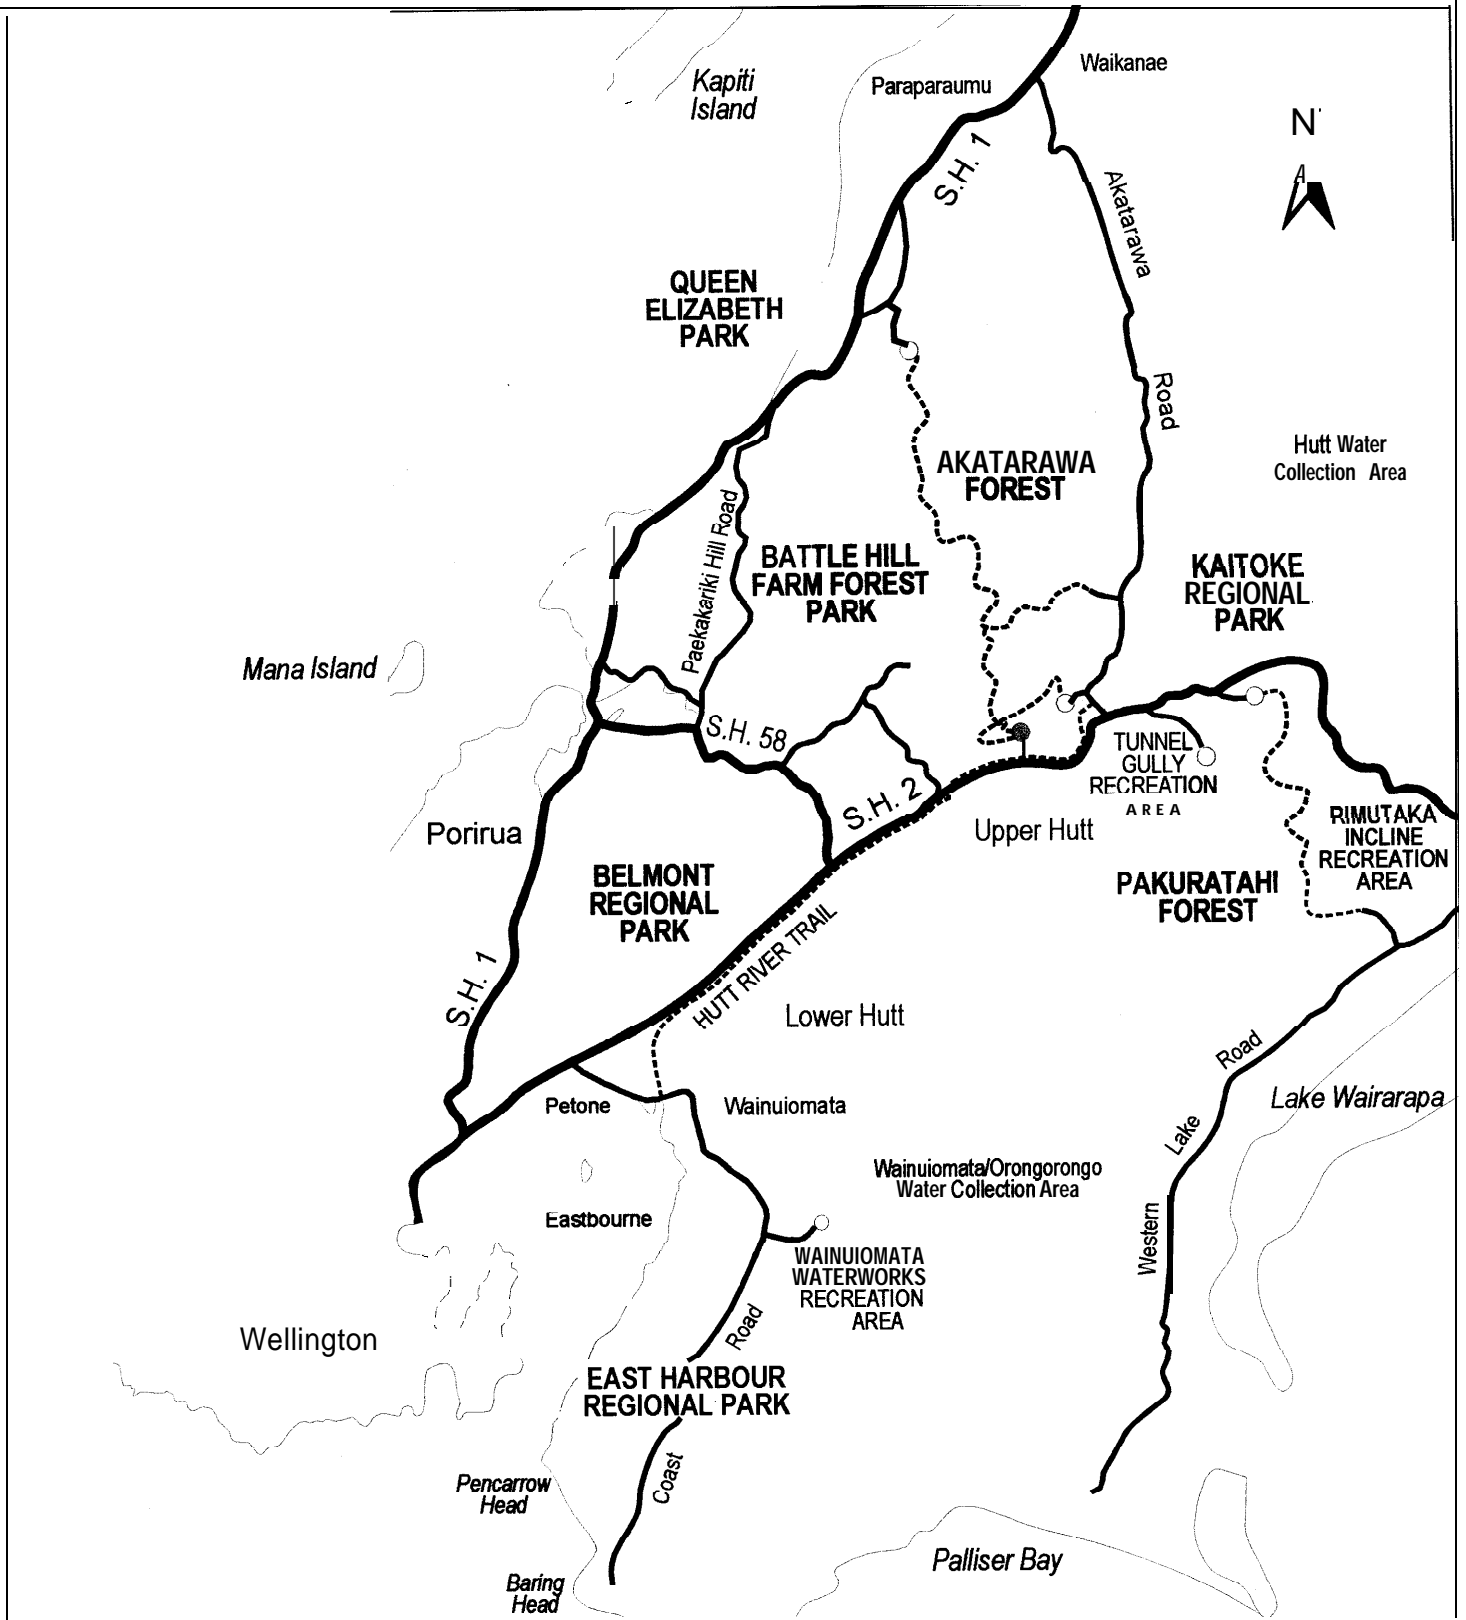 Kapiti
Island
Paraparaumu
Waikanae
N
S.H. 1
Akatarawa
Road
QUEEN
ELIZABETH
PARK
AKATARAWA
FOREST
Hutt Water
Collection Area
Paekakariki Hill Road
BATTLE HILL
FARM FOREST
PARK
KAITOKE
REGIONAL
PARK
Mana Island
S.H. 58
S.H. 2
TUNNEL
GULLY
RECREATION
AREA
Upper Hutt
RIMUTAKA
INCLINE
RECREATION
AREA
Porirua
BELMONT
REGIONAL
PARK
PAKURATAHI
FOREST
S.H. 1
HUTT RIVER TRAIL
Lower Hutt
Road
Lake
Western
Lake Wairarapa
Petone
Wainuiomata
Wainuiomata/Orongorongo
Water Collection Area
Eastbourne
WAINUIOMATA
WATERWORKS
RECREATION
AREA
Wellington
Road
EAST HARBOUR
REGIONAL PARK
Coast
Pencarrow
Head
Palliser Bay
Baring
Head